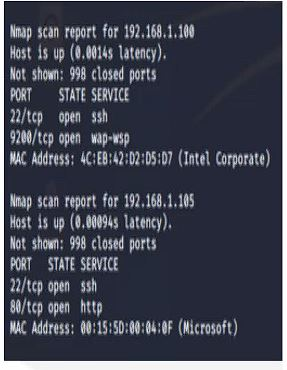 Nmap scan report for 192.168.1.100
Host is up (0.0014s latency).
Not shown: 998 closed ports
PORT STATE SERVICE
22/tcp open ssh
9200/tcp open wap-wsp
MAC Address: 4C:EB:42:D2:D5:D7 (Intel Corporate)
Nmap scan report for 192.168.1.105
Host is up (0.00094s latency).
Not shown: 998 closed ports
PORT STATE SERVICE
22/tcp open ssh
80/tcp open http
MAC Address: 00:15:5D:00:04:0F (Microsoft)